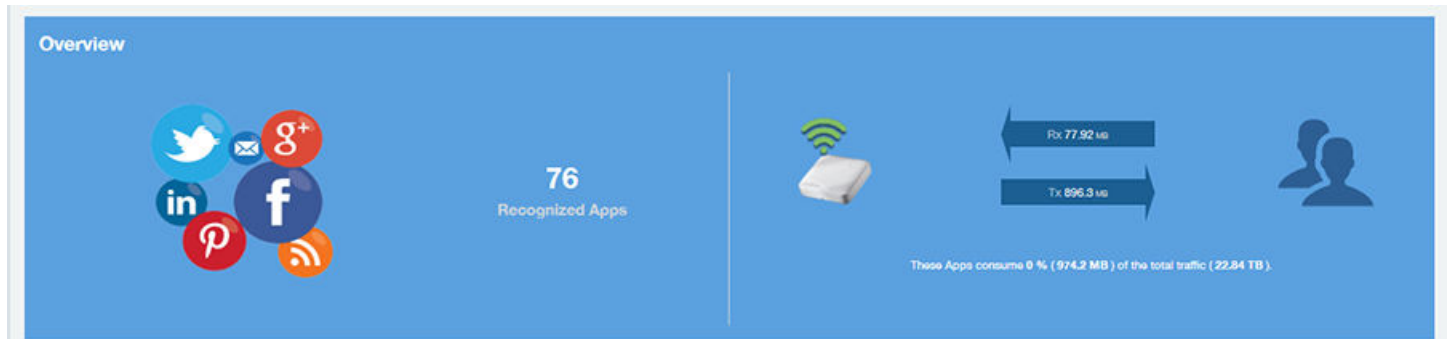 Overview
g+
in
f
76
Recognized Apps
Rx 77.92 MB
Tx 896.3 MB
These Apps consume 0 % ( 974.2 MB ) of the total traffic ( 22.84 TB ).